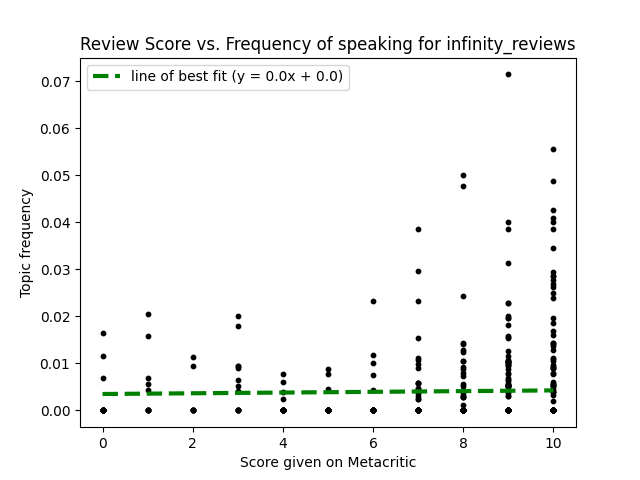 Review Score vs. Frequency of speaking for infinity_reviews
line of best fit (y = 0.0x + 0.0)
0.07
0.06
0.05
0.04
0.03
0.02
0.01
0.00
Topic frequency
0 2 4 6 8 10
Score given on Metacritic